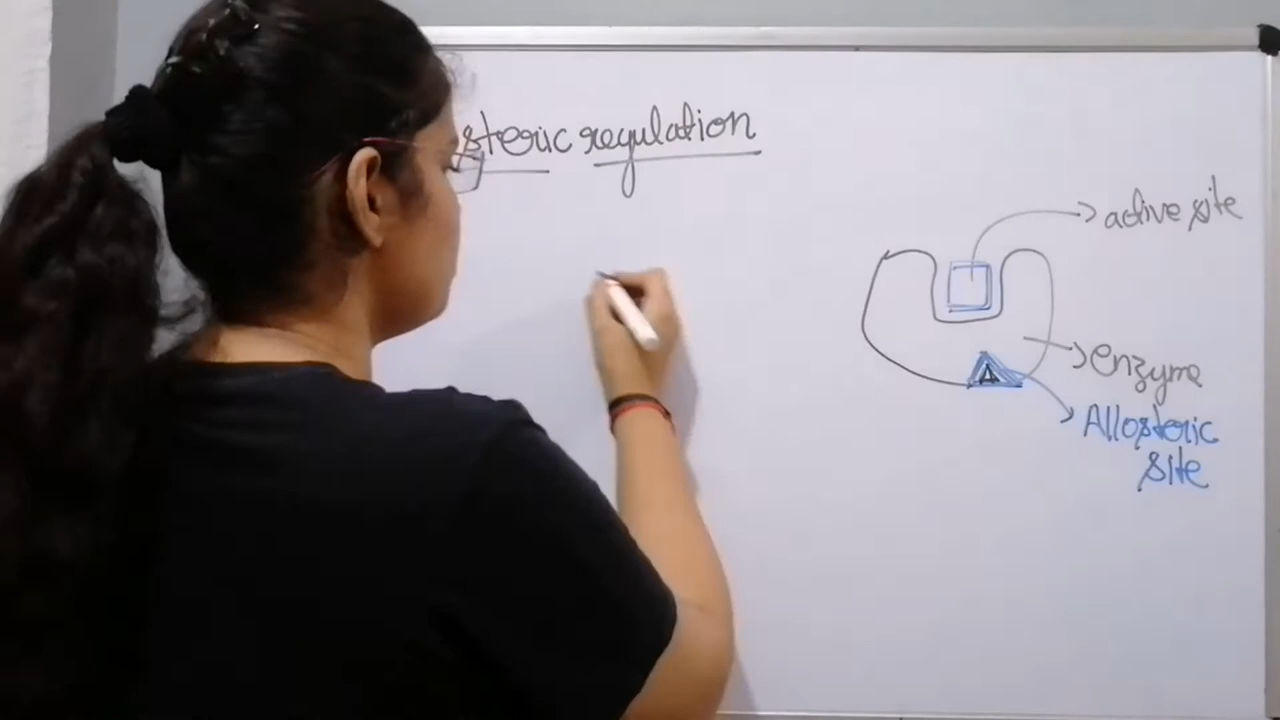 steric regulation
active site
enzyme
Allosteric
site